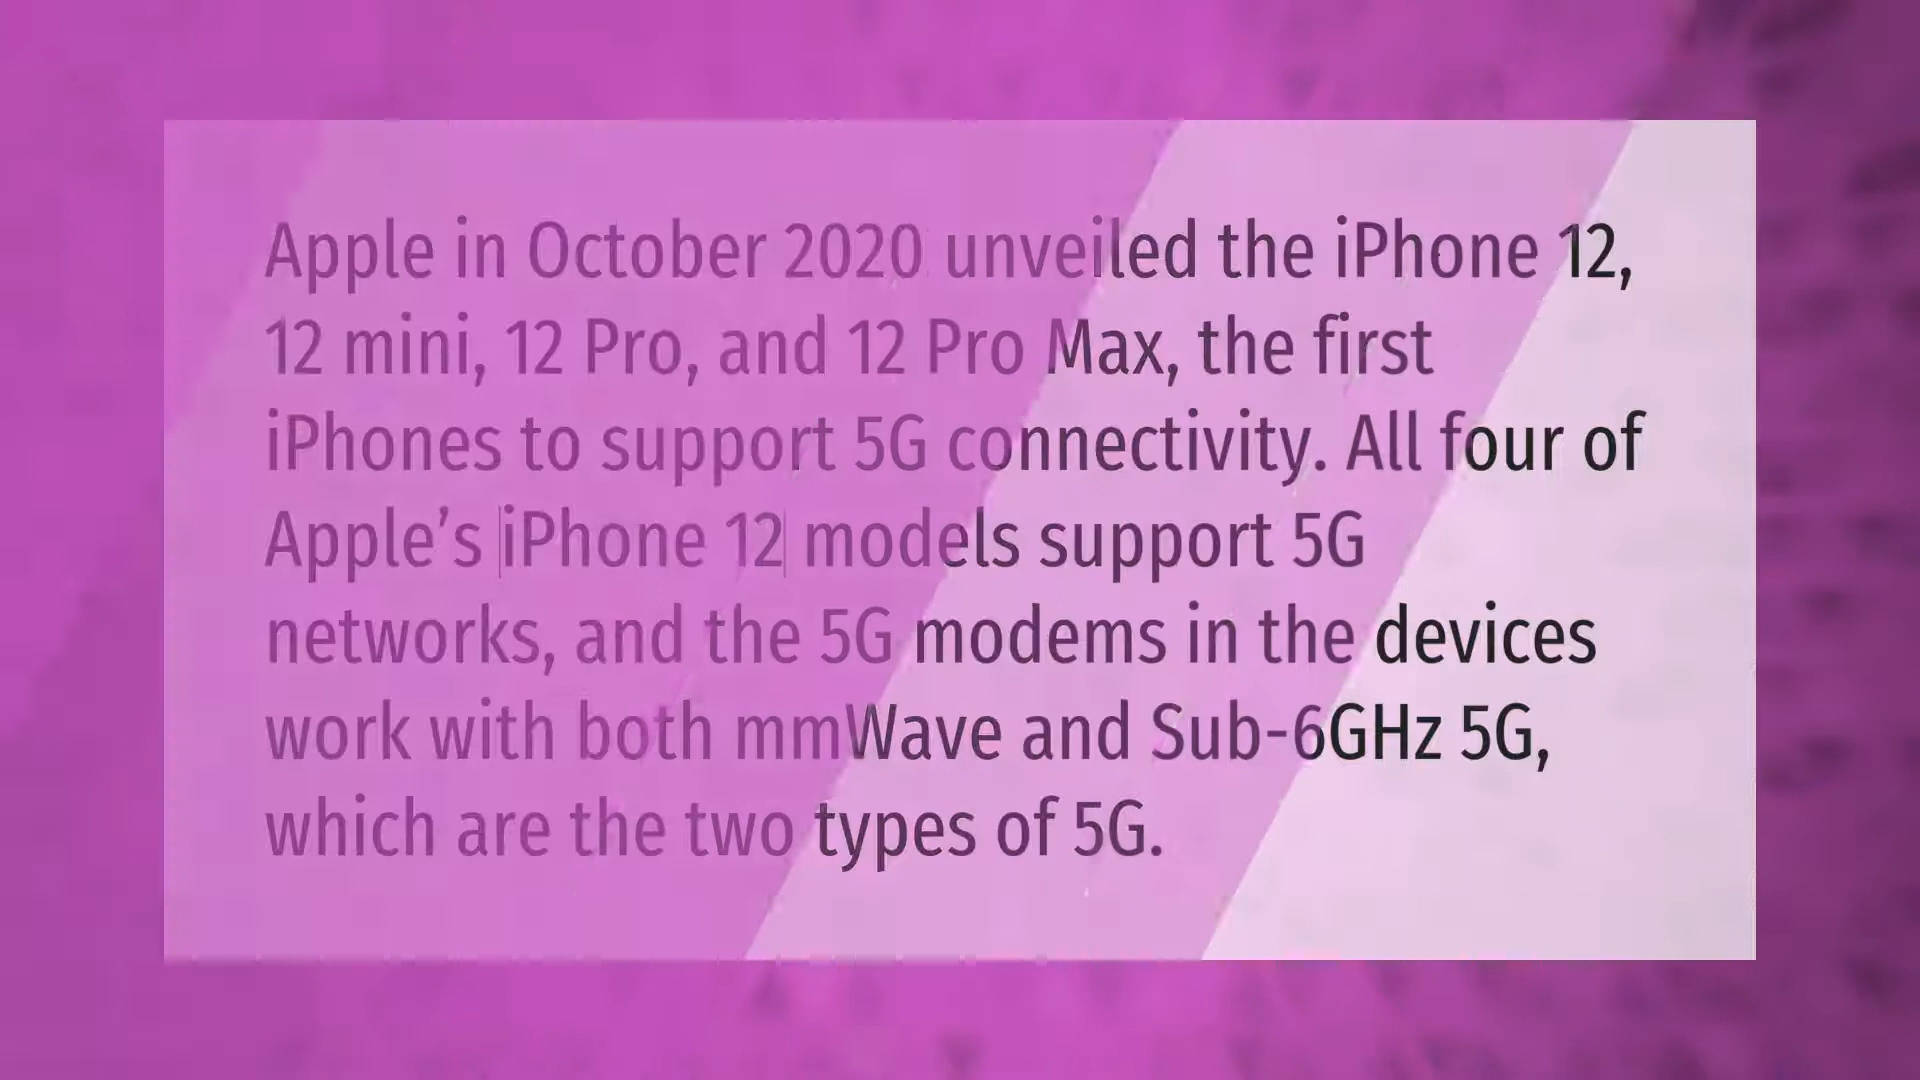 Apple in October 2020 unveiled the iPhone 12,
12 mini, 12 Pro, and 12 Pro Max, the first
iPhones to support 5G connectivity. All four of
Apple’s iPhone 12 models support 5G
networks, and the 5G modems in the devices
work with both mmWave and Sub-6GHz 5G,
which are the two types of 5G.